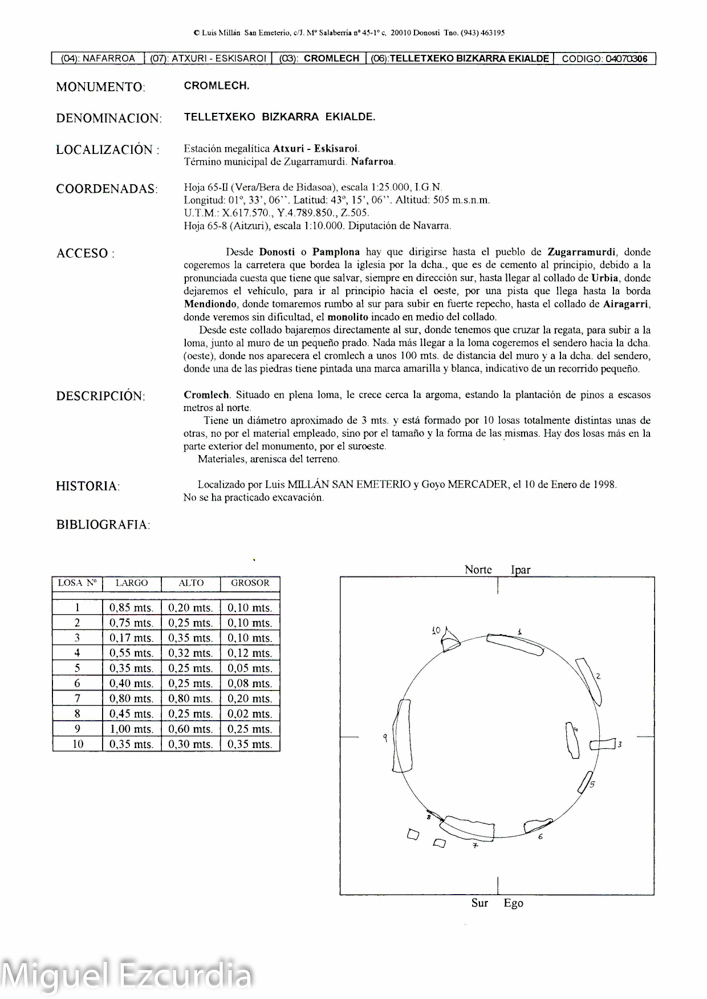 © Luis Millán San Emeterio, c/J. Mª Salaberria nº 45-1º c, 20010 Donosti Tno. (943) 463195
(04): NAFARROA (07): ATXURI - ESKISAROI (03): CROMLECH (06):TELLETXEKO BIZKARRA EKIALDE CODIGO: 04070306
MONUMENTO: CROMLECH.
DENOMINACION: TELLETXEKO BIZKARRA EKIALDE.
LOCALIZACIÓN : Estación megalítica Atxuri - Eskisaroi.
Término municipal de Zugarramurdi. Nafarroa.
COORDENADAS: Hoja 65-II (Vera/Bera de Bidasoa), escala 1:25.000, I.G.N.
Longitud: 01º, 33’, 06’’. Latitud: 43º, 15’, 06’’. Altitud: 505 m.s.n.m.
U.T.M.: X.617.570., Y.4.789.850., Z.505.
Hoja 65-8 (Aitzuri), escala 1:10.000. Diputación de Navarra.
ACCESO : Desde Donosti o Pamplona hay que dirigirse hasta el pueblo de Zugarramurdi, donde
cogeremos la carretera que bordea la iglesia por la dcha., que es de cemento al principio, debido a la
pronunciada cuesta que tiene que salvar, siempre en dirección sur, hasta llegar al collado de Urbia, donde
dejaremos el vehículo, para ir al principio hacia el oeste, por una pista que llega hasta la borda
Mendiondo, donde tomaremos rumbo al sur para subir en fuerte repecho, hasta el collado de Airagarri,
donde veremos sin dificultad, el monolito incado en medio del collado.
Desde este collado bajaremos directamente al sur, donde tenemos que cruzar la regata, para subir a la
loma, junto al muro de un pequeño prado. Nada más llegar a la loma cogeremos el sendero hacia la dcha.
(oeste), donde nos aparecera el cromlech a unos 100 mts. de distancia del muro y a la dcha. del sendero,
donde una de las piedras tiene pintada una marca amarilla y blanca, indicativo de un recorrido pequeño.
DESCRIPCIÓN: Cromlech. Situado en plena loma, le crece cerca la argoma, estando la plantación de pinos a escasos
metros al norte.
Tiene un diámetro aproximado de 3 mts. y está formado por 10 losas totalmente distintas unas de
otras, no por el material empleado, sino por el tamaño y la forma de las mismas. Hay dos losas más en la
parte exterior del monumento, por el suroeste.
Materiales, arenisca del terreno.
HISTORIA: Localizado por Luis MILLÁN SAN EMETERIO y Goyo MERCADER, el 10 de Enero de 1998.
No se ha practicado excavación.
BIBLIOGRAFIA:
LOSA Nº LARGO ALTO GROSOR
1 0,85 mts. 0,20 mts. 0,10 mts.
2 0,75 mts. 0,25 mts. 0,10 mts.
3 0,17 mts. 0,35 mts. 0,10 mts.
4 0,55 mts. 0,32 mts. 0,12 mts.
5 0,35 mts. 0,25 mts. 0,05 mts.
6 0,40 mts. 0,25 mts. 0,08 mts.
7 0,80 mts. 0,80 mts. 0,20 mts.
8 0,45 mts. 0,25 mts. 0,02 mts.
9 1,00 mts. 0,60 mts. 0,25 mts.
10 0,35 mts. 0,30 mts. 0,35 mts.
Norte Ipar
10 1
2
9 4 3
5
8
7 6
Sur Ego
Miguel Ezcurdia